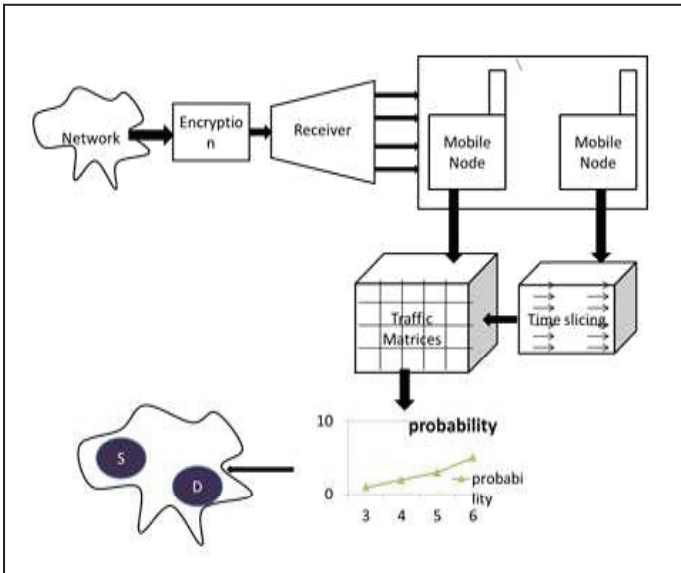 Network
Encryptio
n
Receiver
Mobile
Node
Mobile
Node
Traffic
Matrices
Time slicing
probability
10
0
3 4 5 6
probabi
lity
S
D